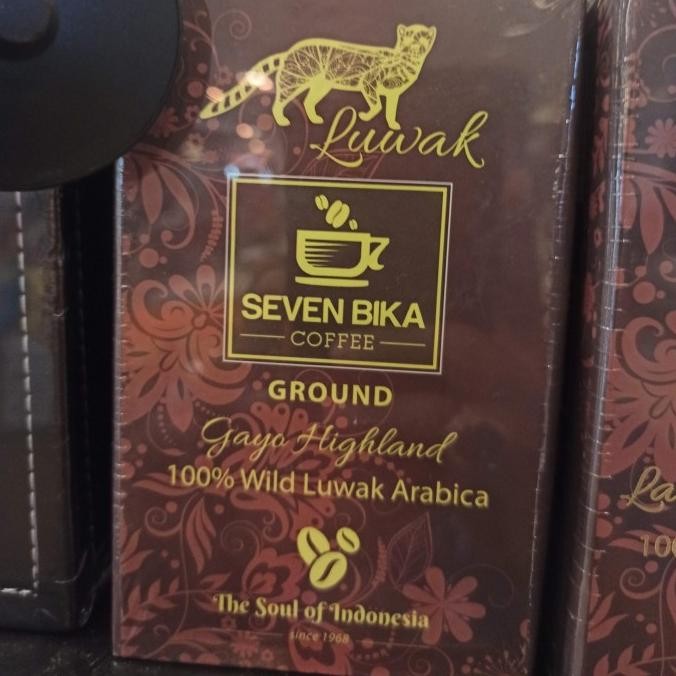 Luwak
SEVEN BIKA
COFFEE
GROUND
Gayo Highland
100% Wild Luwak Arabica
The Soul of Indonesia
since 1968